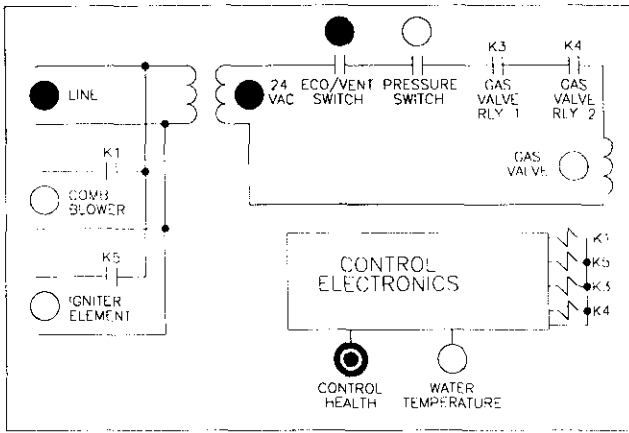 K3
K4
LINE
24
VAC
ECO/VENT
SWITCH
PRESSURE
SWITCH
GAS
VALVE
RLY 1
GAS
VALVE
RLY 2
K1
GAS
VALVE
COMB
BLOWER
K5
IGNITER
ELEMENT
CONTROL
ELECTRONICS
K1
K5
K3
K4
CONTROL
HEALTH
WATER
TEMPERATURE